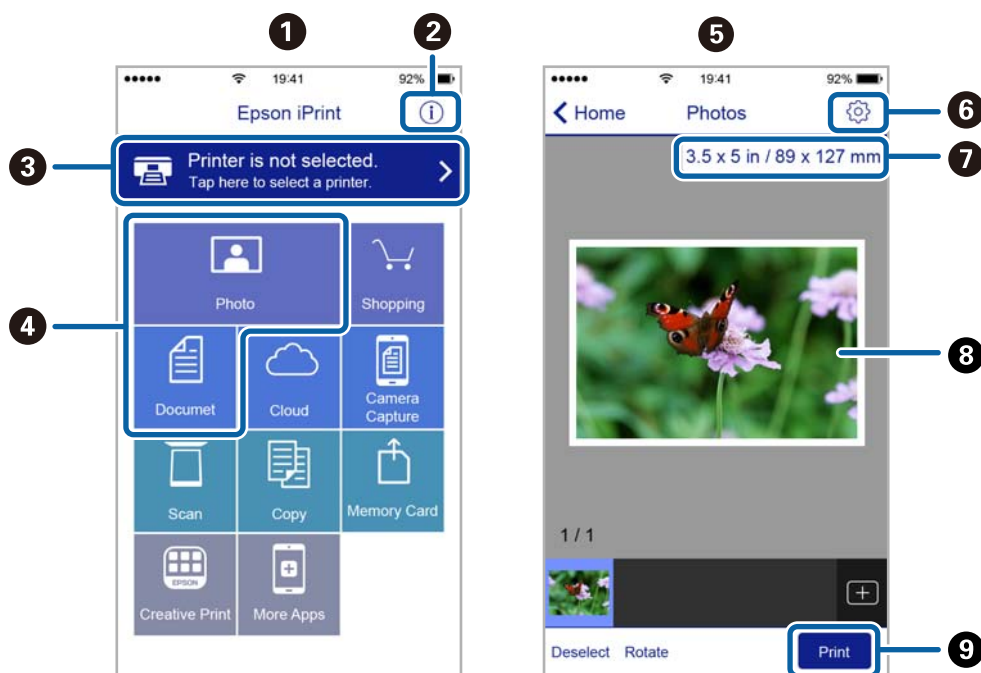 1
2
5
19:41
92%
19:41
92%
Epson iPrint
i
Home
Photos
6
3
Printer is not selected.
Tap here to select a printer.
3.5 x 5 in / 89 x 127 mm
7
4
Photo
Shopping
Documet
Cloud
Camera
Capture
8
Scan
Copy
Memory Card
1 / 1
EPSON
Creative Print
More Apps
Deselect
Rotate
Print
9